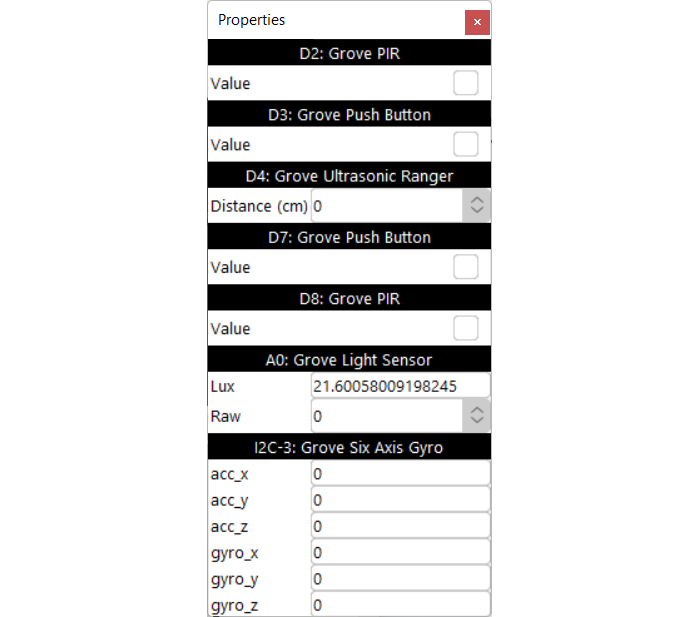 Properties
D2: Grove PIR
Value
D3: Grove Push Button
Value
D4: Grove Ultrasonic Ranger
Distance (cm) 0
D7: Grove Push Button
Value
D8: Grove PIR
Value
A0: Grove Light Sensor
Lux 21.60058009198245
Raw 0
I2C-3: Grove Six Axis Gyro
acc_x 0
acc_y 0
acc_z 0
gyro_x 0
gyro_y 0
gyro_z 0